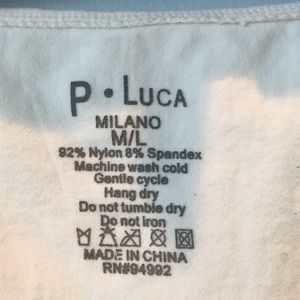 P • LUCA
MILANO
M/L
92% Nylon 8% Spandex
Machine wash cold
Gentle cycle
Hang dry
Do not tumble dry
Do not iron
MADE IN CHINA
RN#94992